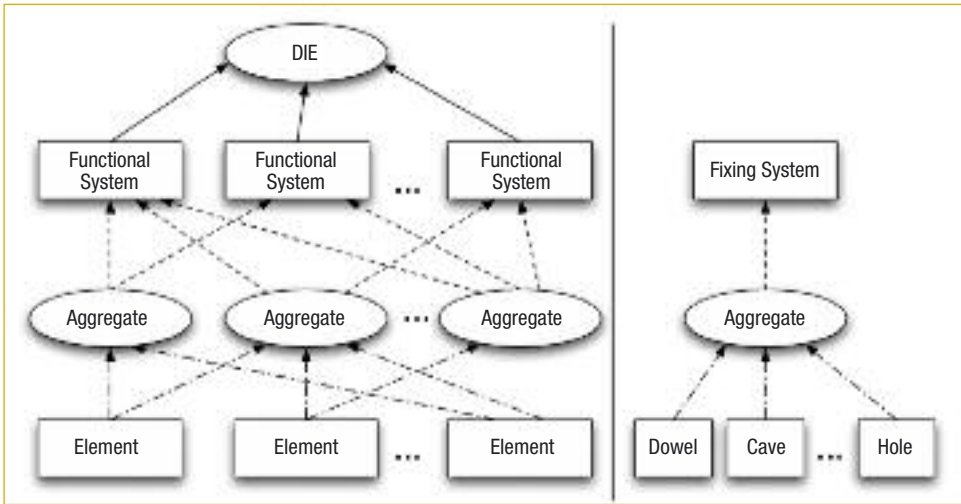 DIE
Functional
System
Functional
System
...
Functional
System
Aggregate
Aggregate
...
Aggregate
Element
Element
...
Element
Fixing System
Aggregate
Dowel
Cave
...
Hole